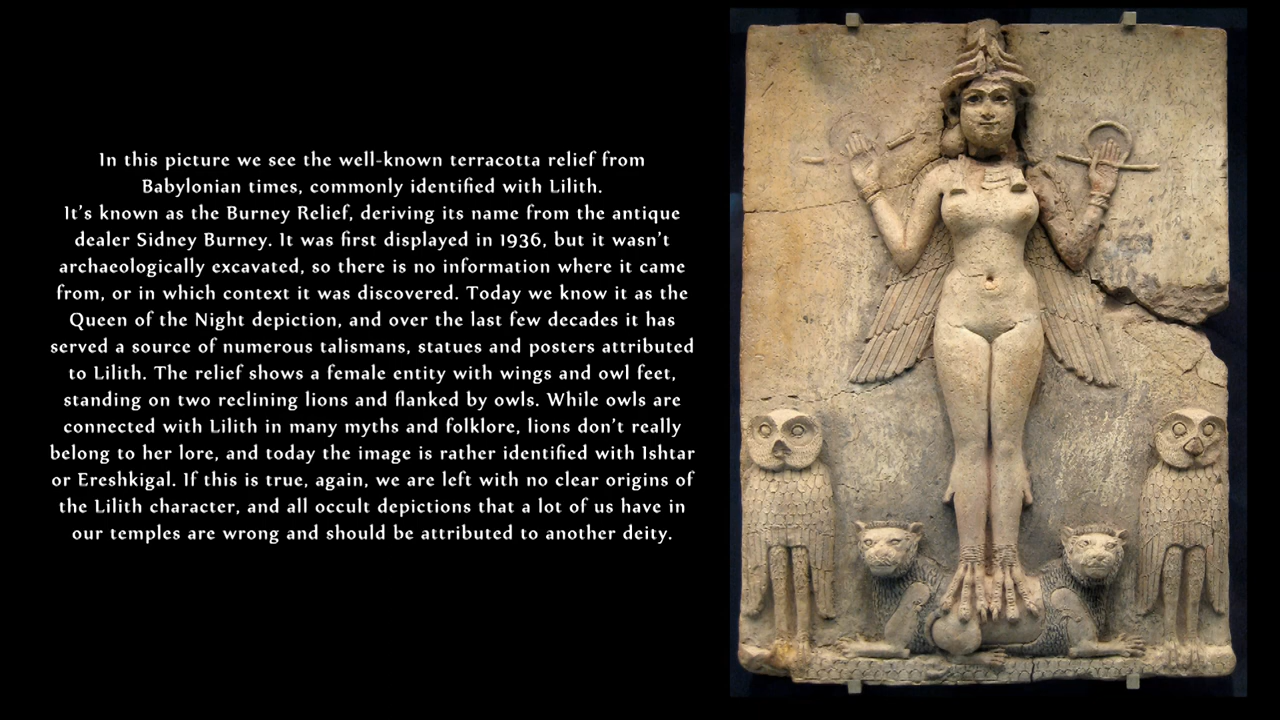 In this picture we see the well-known terracotta relief from
Babylonian times, commonly identified with Lilith.
It's known as the Burney Relief, deriving its name from the antique
dealer Sidney Burney. It was first displayed in 1936, but it wasn't
archaeologically excavated, so there is no information where it came
from, or in which context it was discovered. Today we know it as the
Queen of the Night depiction, and over the last few decades it has
served a source of numerous talismans, statues and posters attributed
to Lilith. The relief shows a female entity with wings and owl feet,
standing on two reclining lions and flanked by owls. While owls are
connected with Lilith in many myths and folklore, lions don't really
belong to her lore, and today the image is rather identified with Ishtar
or Ereshkigal. If this is true, again, we are left with no clear origins of
the Lilith character, and all occult depictions that a lot of us have in
our temples are wrong and should be attributed to another deity.